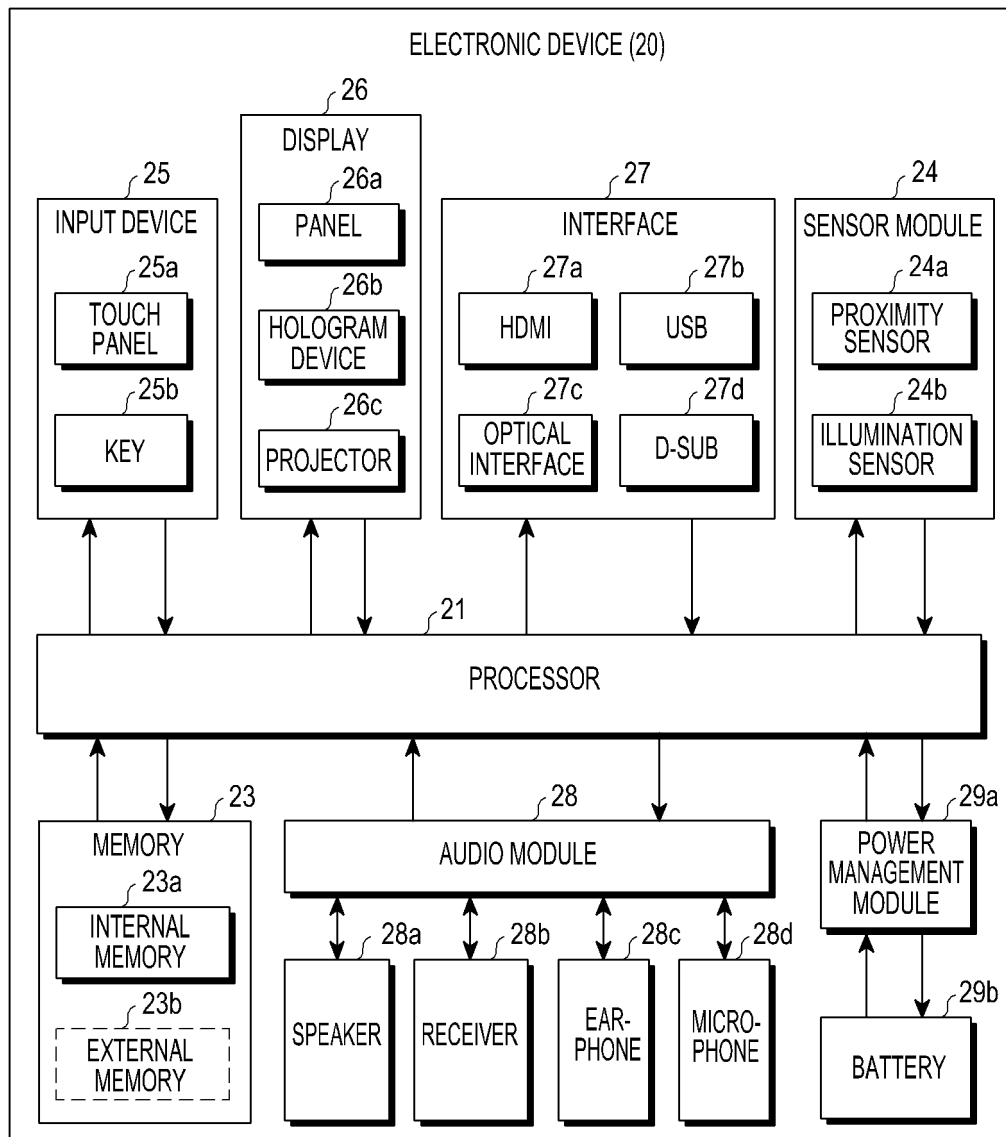 ELECTRONIC DEVICE (20)
25
INPUT DEVICE
25a
TOUCH
PANEL
25b
KEY
26
DISPLAY
26a
PANEL
26b
HOLOGRAM
DEVICE
26c
PROJECTOR
27
INTERFACE
27a
HDMI
27b
USB
27c
OPTICAL
INTERFACE
27d
D-SUB
24
SENSOR MODULE
24a
PROXIMITY
SENSOR
24b
ILLUMINATION
SENSOR
21
PROCESSOR
23
MEMORY
23a
INTERNAL
MEMORY
23b
EXTERNAL
MEMORY
28
AUDIO MODULE
28a
SPEAKER
28b
RECEIVER
28c
EAR-
PHONE
28d
MICRO-
PHONE
29a
POWER
MANAGEMENT
MODULE
29b
BATTERY